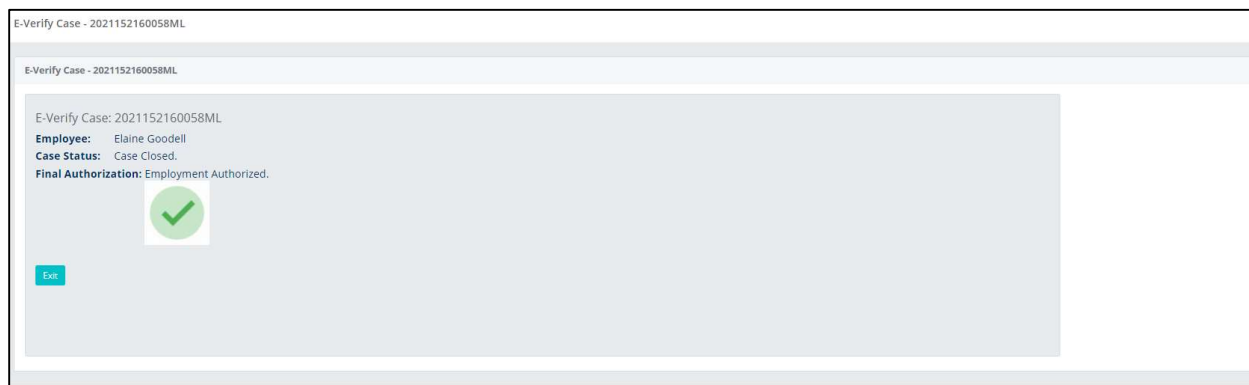 E-Verify Case - 2021152160058ML
E-Verify Case - 2021152160058ML
E-Verify Case: 2021152160058ML
Employee: Elaine Goodell
Case Status: Case Closed.
Final Authorization: Employment Authorized.
Exit